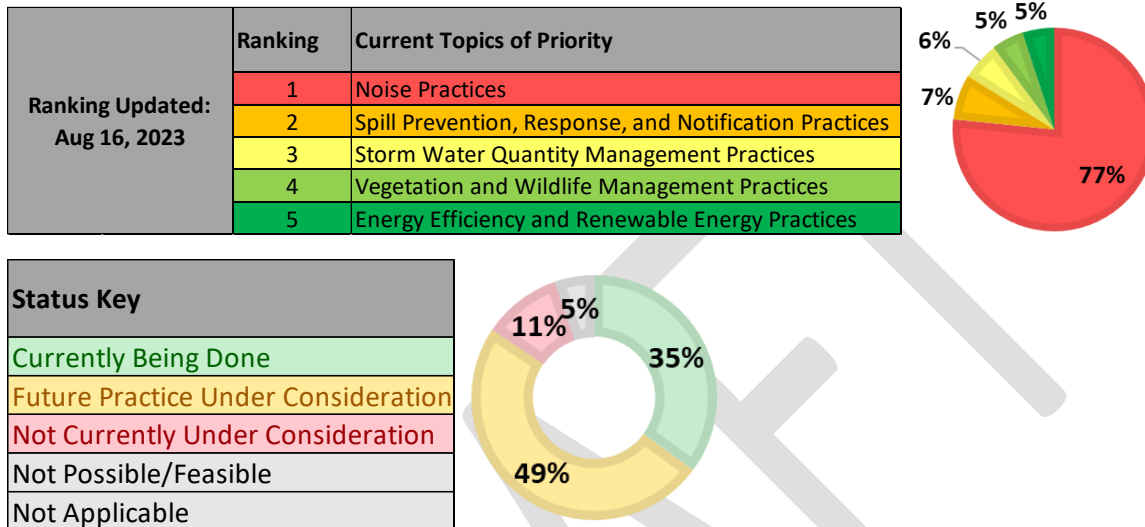 Ranking Updated:
Aug 16, 2023
Ranking Current Topics of Priority
1 Noise Practices
2 Spill Prevention, Response, and Notification Practices
3 Storm Water Quantity Management Practices
4 Vegetation and Wildlife Management Practices
5 Energy Efficiency and Renewable Energy Practices
5% 5%
6%
7%
77%
Status Key
Currently Being Done
Future Practice Under Consideration
Not Currently Under Consideration
Not Possible/Feasible
Not Applicable
5%
11%
35%
49%